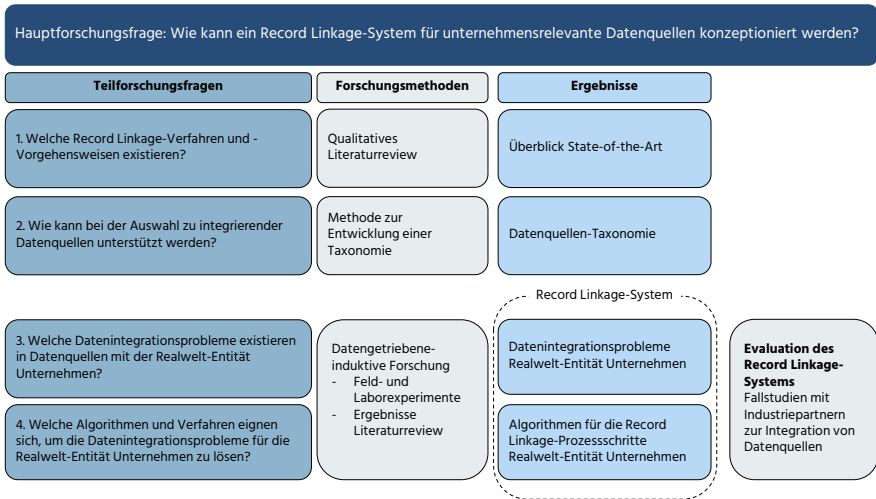 Hauptforschungsfrage: Wie kann ein Record Linkage-System für unternehmensrelevante Datenquellen konzeptioniert werden?
Teilforschungsfragen
Forschungsmethoden
Ergebnisse
1. Welche Record Linkage-Verfahren und -
Vorgehensweisen existieren?
Qualitatives
Literaturreview
Überblick State-of-the-Art
2. Wie kann bei der Auswahl zu integrierender
Datenquellen unterstützt werden?
Methode zur
Entwicklung einer
Taxonomie
Datenquellen-Taxonomie
Record Linkage-System
3. Welche Datenintegrationsprobleme existieren
in Datenquellen mit der Realwelt-Entität
Unternehmen?
Datengetriebene-
induktive Forschung
- Feld- und
Laborexperimente
- Ergebnisse
Literaturreview
Datenintegrationsprobleme
Realwelt-Entität Unternehmen
Evaluation des
Record Linkage-
Systems
Fallstudien mit
Industriepartnern
zur Integration von
Datenquellen
4. Welche Algorithmen und Verfahren eignen
sich, um die Datenintegrationsprobleme für die
Realwelt-Entität Unternehmen zu lösen?
Algorithmen für die Record
Linkage-Prozessschritte
Realwelt-Entität Unternehmen